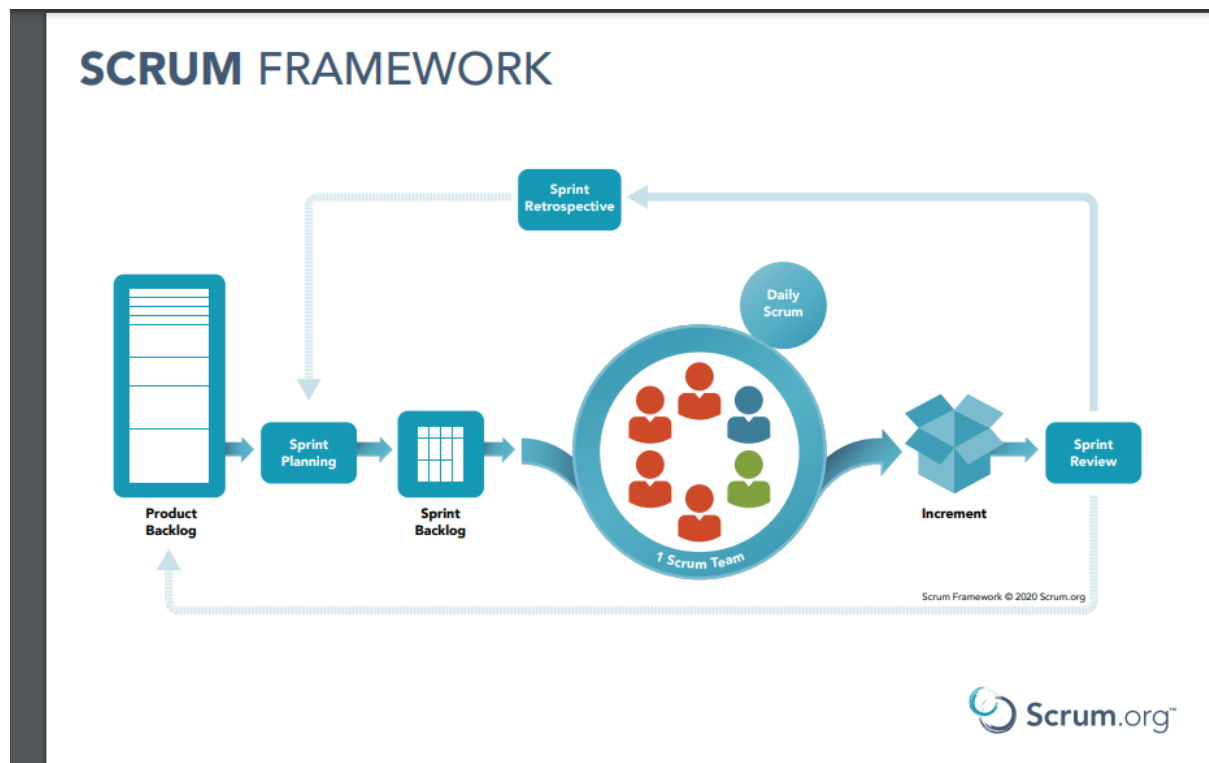 SCRUM FRAMEWORK
Sprint
Retrospective
Daily
Scrum
Sprint
Planning
Sprint
Review
Product
Backlog
Sprint
Backlog
Increment
1 Scrum Team
Scrum Framework © 2020 Scrum.org
Scrum.org™